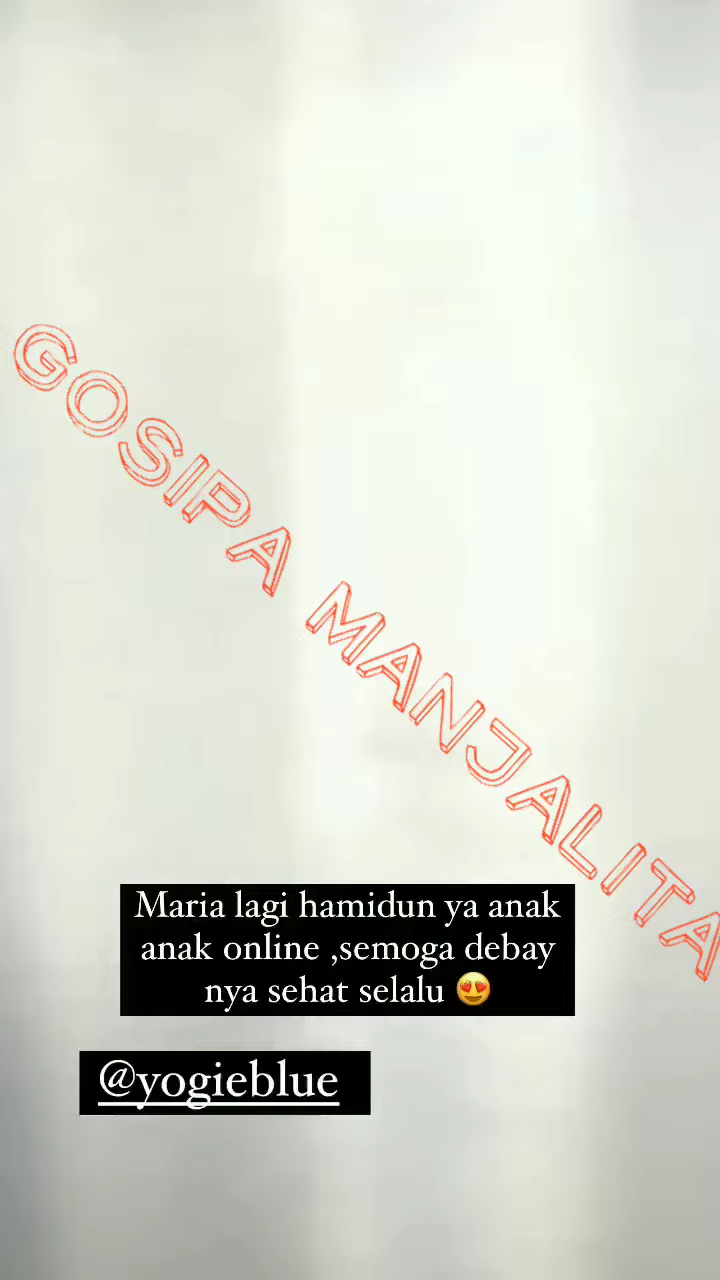 GOSIPA MANJALITA
Maria lagi hamidun ya anak
anak online ,semoga debay
nya sehat selalu 😍
@yogieblue